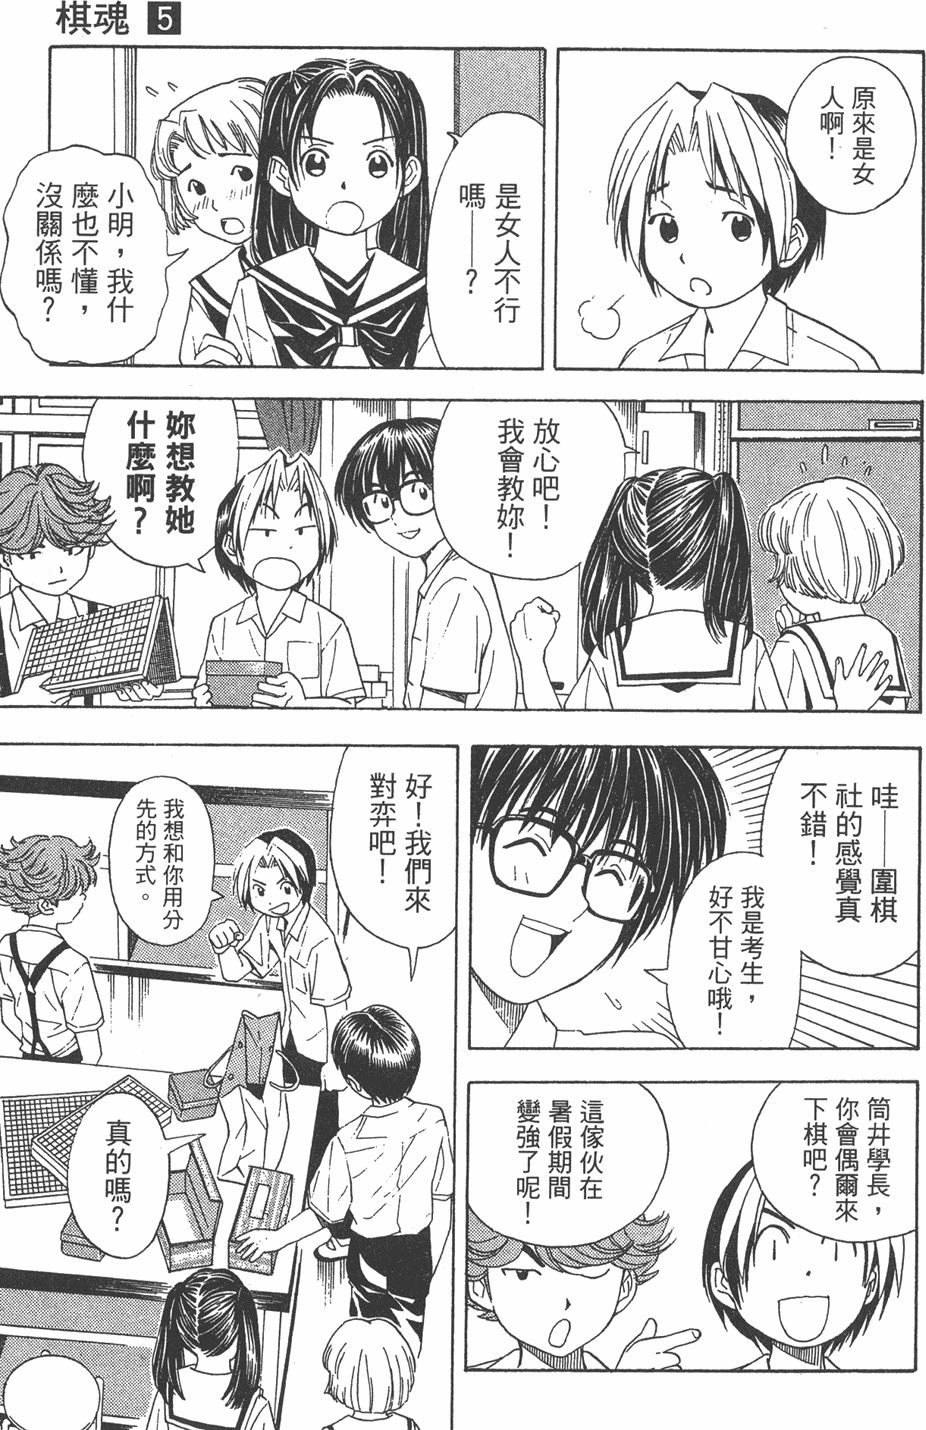 棋魂 5
原來是女
人啊！
是女人不行
嗎——？
小明，我什
麼也不懂，
沒關係嗎？
放心吧！
我會教妳！
妳想教她
什麼啊？
哇——圍棋
社的感覺真
不錯！
我是考生，
好不甘心哦！
筒井學長，
你會偶爾來
下棋吧？
這傢伙在
暑假期間
變強了呢！
好！我們來
對弈吧！
我想和你用分
先的方式。
真的嗎？